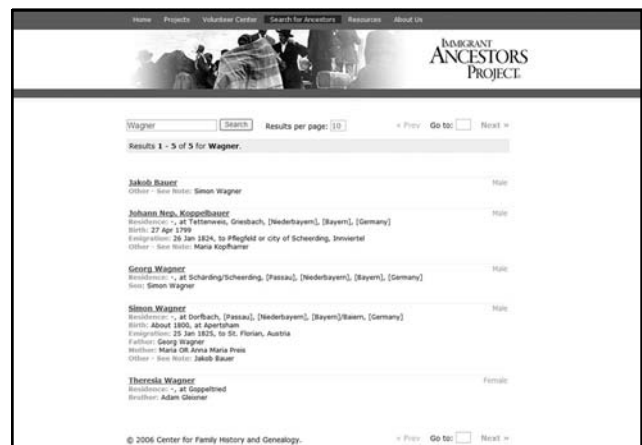 Home Projects Volunteer Center Search for Ancestors Resources About Us
IMMIGRANT
ANCESTORS
PROJECT
Wagner Search Results per page: 10 « Prev Go to: Next »
Results 1 - 5 of 5 for Wagner.
Jakob Bauer Male
Other - See Note: Simon Wagner
Johann Nep. Koppelbauer Male
Residence: -, at Tettenweis, Griesbach, [Niederbayern], [Bayern], [Germany]
Birth: 27 Apr 1799
Emigration: 26 Jan 1824, to Pflegfeld or city of Scheerding, Innviertel
Other - See Note: Maria Kopfharrer
Georg Wagner Male
Residence: -, at Schärding/Scheerding, [Passau], [Niederbayern], [Bayern], [Germany]
Son: Simon Wagner
Simon Wagner Male
Residence: -, at Dorfbach, [Passau], [Niederbayern], [Bayern]/Baiern, [Germany]
Birth: About 1800, at Apertsham
Emigration: 25 Jan 1825, to St. Florian, Austria
Father: Georg Wagner
Mother: Maria OR Anna Maria Preis
Other - See Note: Jakob Bauer
Theresia Wagner Female
Residence: -, at Goppeltried
Brother: Adam Gleixner
© 2006 Center for Family History and Genealogy. « Prev Go to: Next »